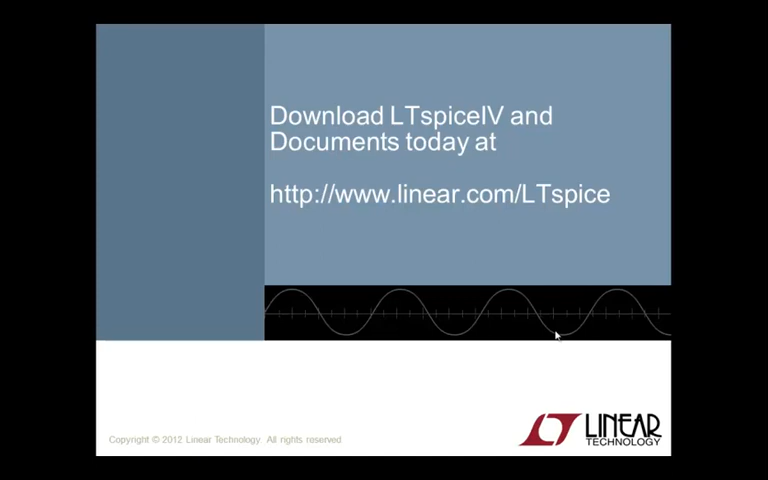 Download LTspiceIV and
Documents today at
http://www.linear.com/LTspice
Copyright © 2012 Linear Technology. All rights reserved
LINEAR
TECHNOLOGY